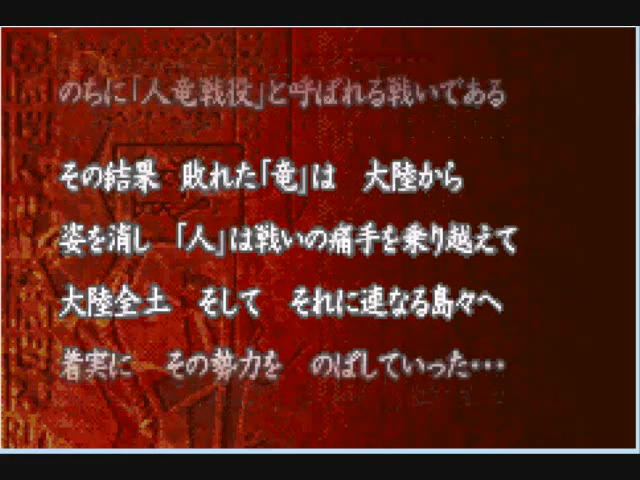 のちに「人竜戦役」と呼ばれる戦いである
その結果　敗れた「竜」は　大陸から
姿を消し　「人」は戦いの痛手を乗り越えて
大陸全土　そして　それに連なる島々へ
着実に　その勢力を　のばしていった・・・